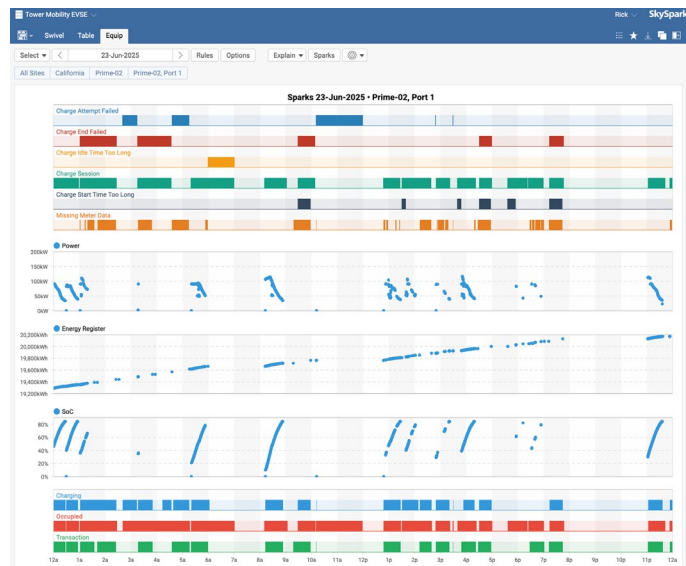 Tower Mobility EVSE
Rick
SkySpark
Swivel Table Equip
Select 23-Jun-2025 Rules Options Explain Sparks
All Sites California Prime-02 Prime-02, Port 1
Sparks 23-Jun-2025 • Prime-02, Port 1
Charge Attempt Failed
Charge End Failed
Charge Idle Time Too Long
Charge Session
Charge Start Time Too Long
Missing Meter Data
Power
200kW
150kW
100kW
50kW
0kW
Energy Register
20,200kWh
20,000kWh
19,800kWh
19,600kWh
19,400kWh
19,200kWh
SoC
80%
60%
40%
20%
0%
Charging
Occupied
Transaction
12a 1a 2a 3a 4a 5a 6a 7a 8a 9a 10a 11a 12p 1p 2p 3p 4p 5p 6p 7p 8p 9p 10p 11p 12a